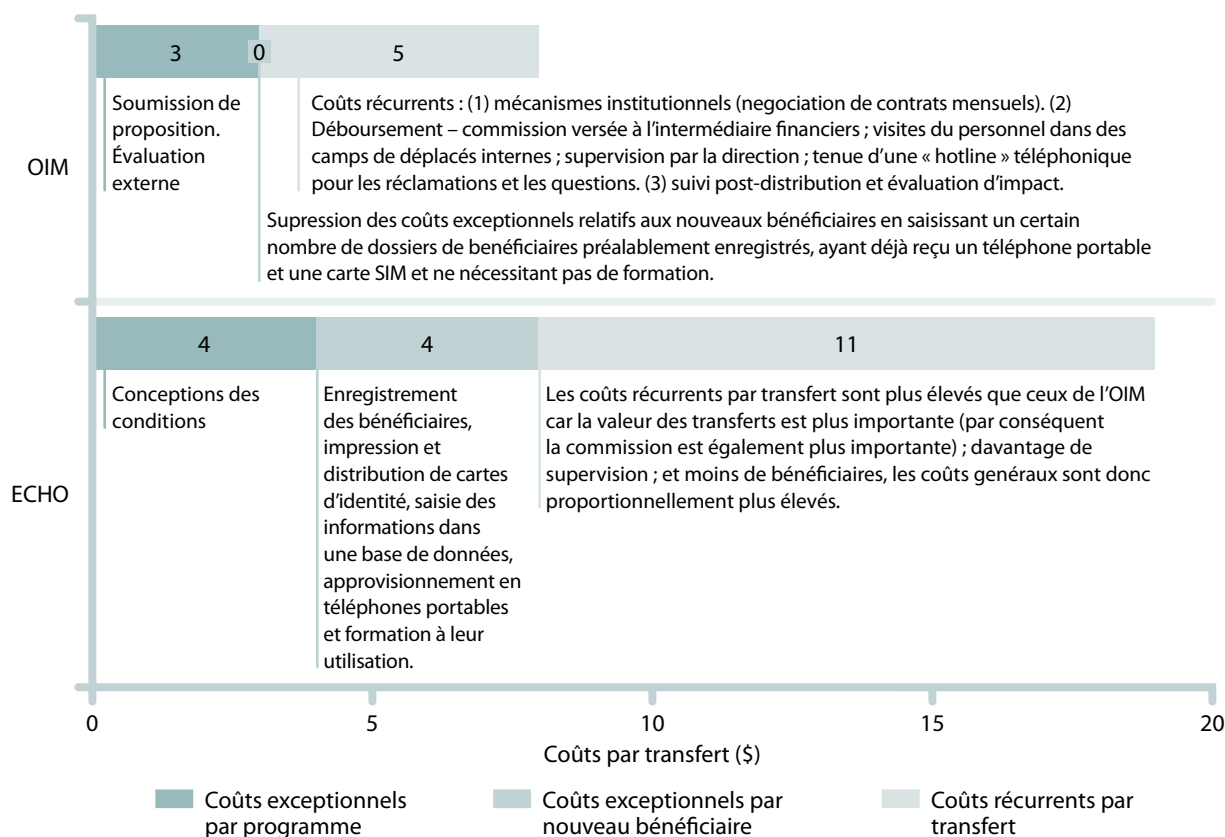 3
0
5
OIM
Soumission de
proposition.
Évaluation
externe
Coûts récurrents : (1) mécanismes institutionnels (negociation de contrats mensuels). (2)
Déboursement – commission versée à l’intermédiaire financiers ; visites du personnel dans des
camps de déplacés internes ; supervision par la direction ; tenue d’une « hotline » téléphonique
pour les réclamations et les questions. (3) suivi post-distribution et évaluation d’impact.
Supression des coûts exceptionnels relatifs aux nouveaux bénéficiaires en saisissant un certain
nombre de dossiers de benéficiaires préalablement enregistrés, ayant déjà reçu un téléphone portable
et une carte SIM et ne nécessitant pas de formation.
4
4
11
ECHO
Conceptions des
conditions
Enregistrement
des bénéficiaires,
impression et
distribution de cartes
d’identité, saisie des
informations dans
une base de données,
approvisionnement en
téléphones portables
et formation à leur
utilisation.
Les coûts récurrents par transfert sont plus élevés que ceux de l’OIM
car la valeur des transferts est plus importante (par conséquent
la commission est également plus importante) ; davantage de
supervision ; et moins de bénéficiaires, les coûts genéraux sont donc
proportionnellement plus élevés.
0
5
10
15
20
Coûts par transfert ($)
Coûts exceptionnels
par programme
Coûts exceptionnels par
nouveau bénéficiaire
Coûts récurrents par
transfert